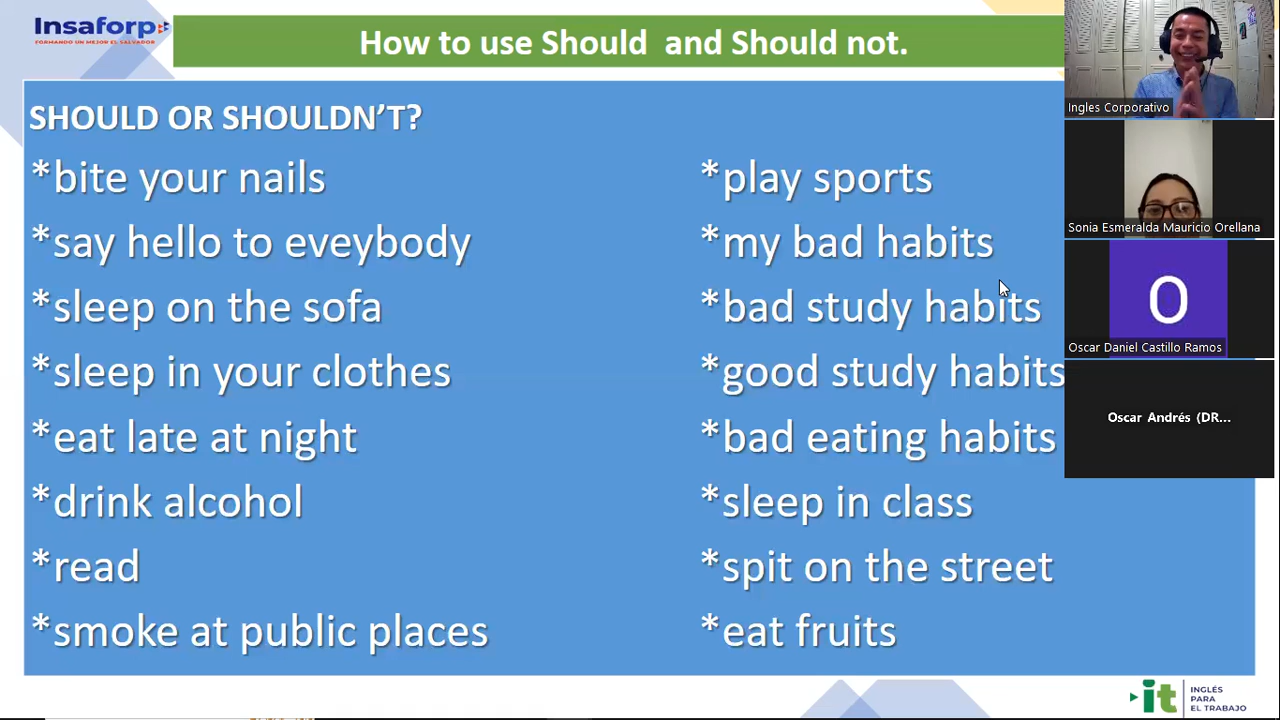 Insaforp
FORMANDO UN MEJOR EL SALVADOR
How to use Should and Should not.
SHOULD OR SHOULDN'T?
*bite your nails
*say hello to eveybody
*sleep on the sofa
*sleep in your clothes
*eat late at night
*drink alcohol
*read
*smoke at public places
*play sports
*my bad habits
*bad study habits
*good study habits
*bad eating habits
*sleep in class
*spit on the street
*eat fruits
Ingles Corporativo
Sonia Esmeralda Mauricio Orellana
O
Oscar Daniel Castillo Ramos
Oscar Andrés (DR...
it
INGLÉS
PARA
EL TRABAJO